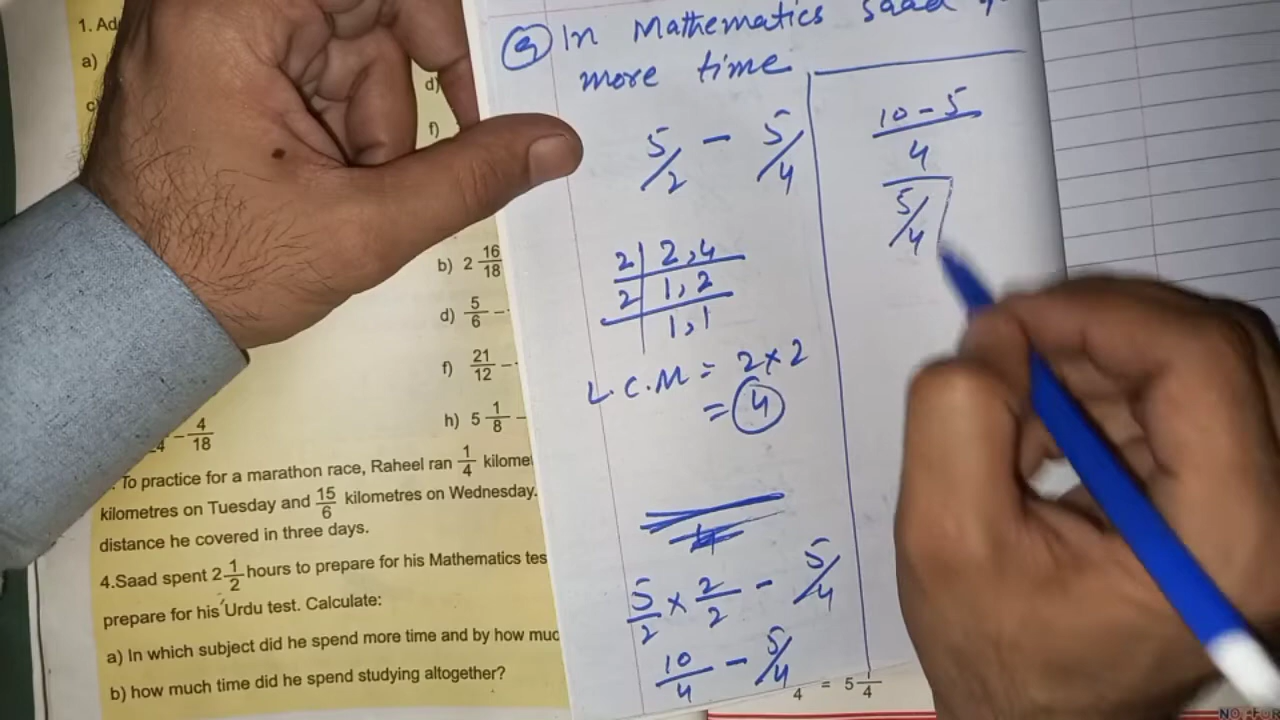 1. Ad
a)
c)
d)
f)
b) 2 16/18
d) 5/6 -
f) 21/12 -
h) 5 1/8 -
4 - 4/18
To practice for a marathon race, Raheel ran 1/4 kilome
kilometres on Tuesday and 15/6 kilometres on Wednesday.
distance he covered in three days.
4.Saad spent 2 1/2 hours to prepare for his Mathematics tes
prepare for his Urdu test. Calculate:
a) In which subject did he spend more time and by how muc
b) how much time did he spend studying altogether?
In Mathematics Saad
more time
5/2 - 5/4
2 | 2,4
2 | 1,2
1,1
L.C.M = 2×2
= 4
5/2 × 2/2 - 5/4
10/4 - 5/4
10-5/4
5/4
4 = 5 1/4